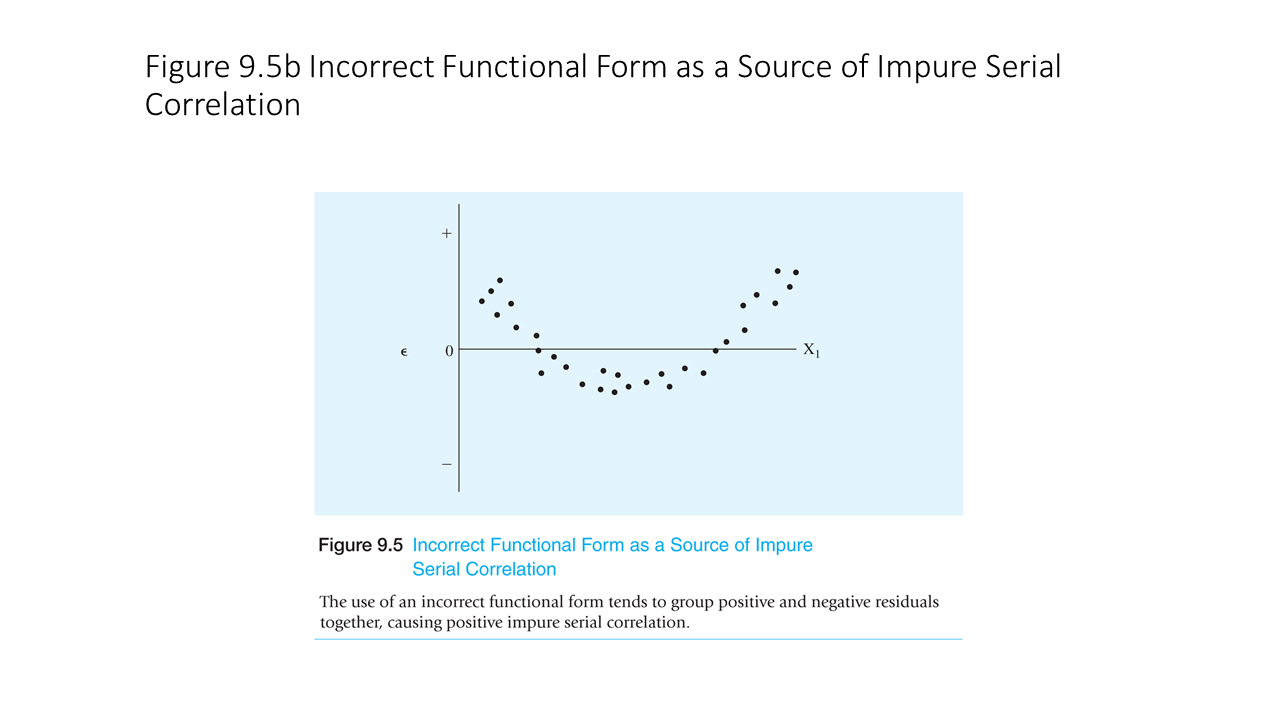 Figure 9.5b Incorrect Functional Form as a Source of Impure Serial
Correlation
+
ϵ 0 X₁
−
Figure 9.5 Incorrect Functional Form as a Source of Impure
Serial Correlation
The use of an incorrect functional form tends to group positive and negative residuals
together, causing positive impure serial correlation.